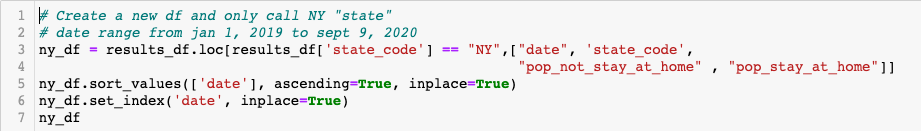 1 # Create a new df and only call NY "state"
2 # date range from jan 1, 2019 to sept 9, 2020
3 ny_df = results_df.loc[results_df['state_code'] == "NY",["date", 'state_code',
4                                                          "pop_not_stay_at_home" , "pop_stay_at_home"]]
5 ny_df.sort_values(['date'], ascending=True, inplace=True)
6 ny_df.set_index('date', inplace=True)
7 ny_df